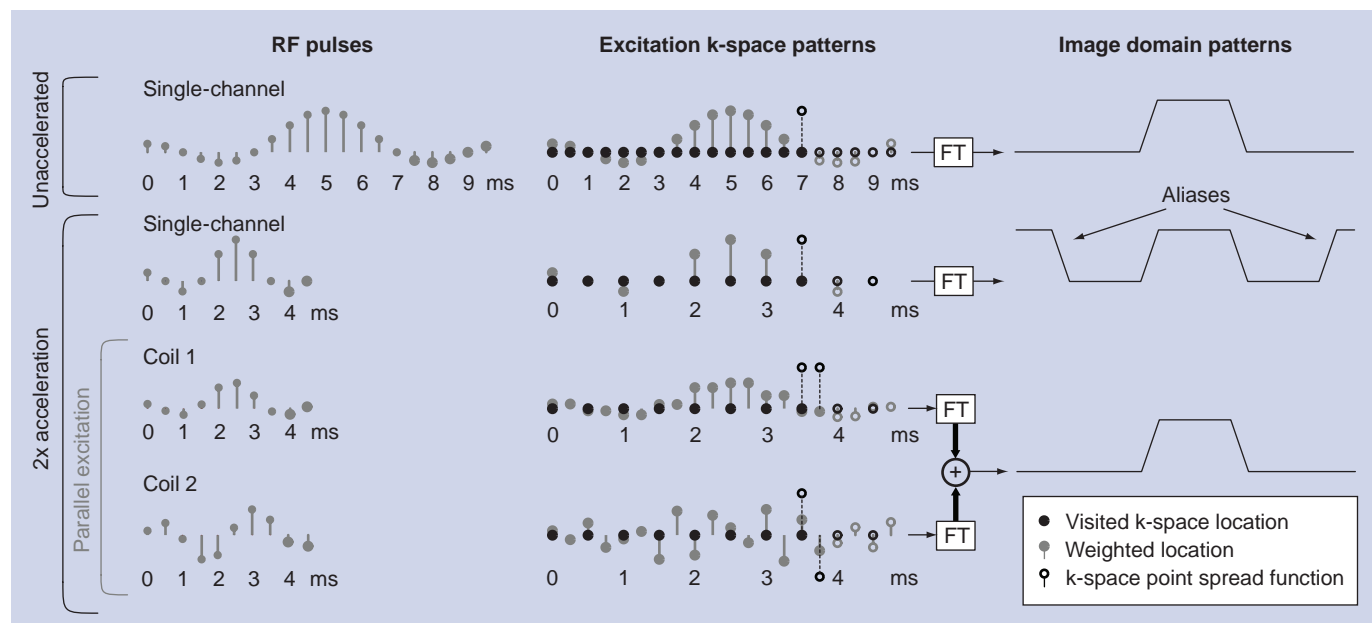 RF pulses
Excitation k-space patterns
Image domain patterns
Unaccelerated
Single-channel
0 1 2 3 4 5 6 7 8 9 ms
0 1 2 3 4 5 6 7 8 9 ms
FT
2x acceleration
Single-channel
0 1 2 3 4 ms
0 1 2 3 4 ms
FT
Aliases
Parallel excitation
Coil 1
0 1 2 3 4 ms
0 1 2 3 4 ms
FT
+
Coil 2
0 1 2 3 4 ms
0 1 2 3 4 ms
FT
Visited k-space location
Weighted location
k-space point spread function